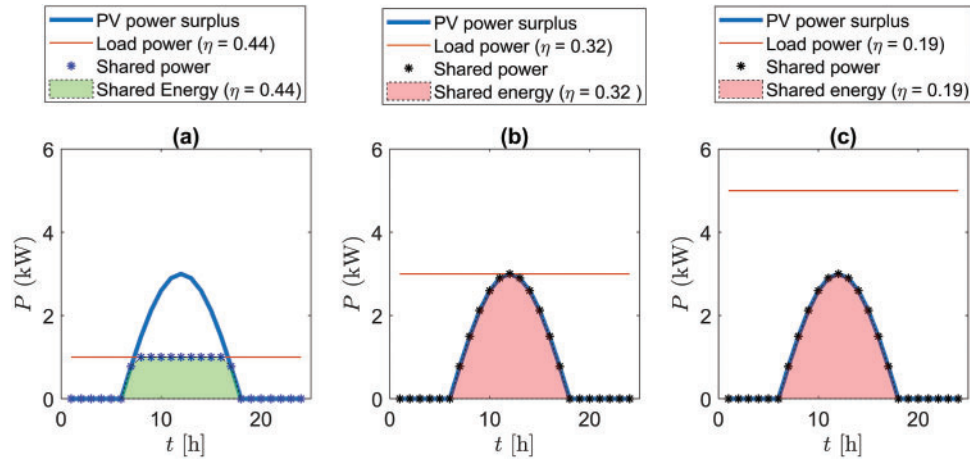 PV power surplus
Load power (η = 0.44)
Shared power
Shared Energy (η = 0.44)
PV power surplus
Load power (η = 0.32)
Shared power
Shared energy (η = 0.32 )
PV power surplus
Load power (η = 0.19)
Shared power
Shared energy (η = 0.19)
(a)
6
4
2
0
P (kW)
0
10
20
t [h]
(b)
6
4
2
0
P (kW)
0
10
20
t [h]
(c)
6
4
2
0
P (kW)
0
10
20
t [h]